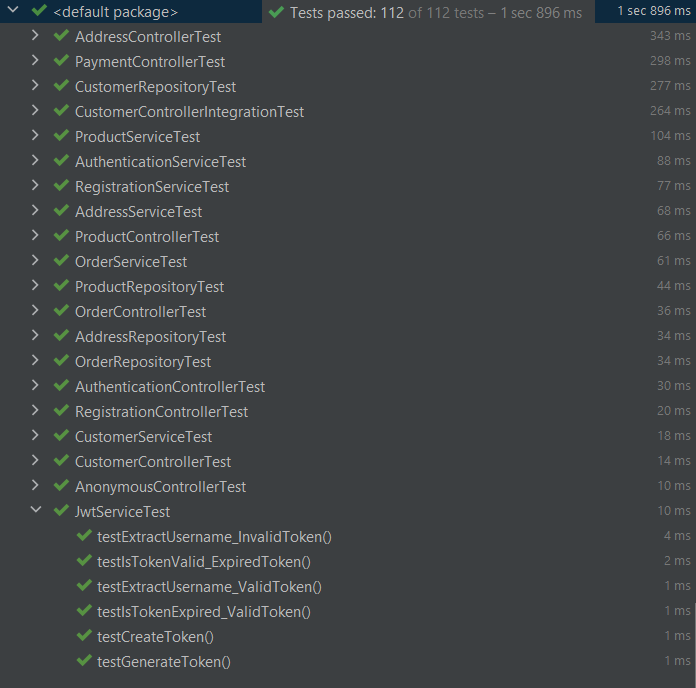 <default package> Tests passed: 112 of 112 tests – 1 sec 896 ms 1 sec 896 ms
AddressControllerTest 343 ms
PaymentControllerTest 298 ms
CustomerRepositoryTest 277 ms
CustomerControllerIntegrationTest 264 ms
ProductServiceTest 104 ms
AuthenticationServiceTest 88 ms
RegistrationServiceTest 77 ms
AddressServiceTest 68 ms
ProductControllerTest 66 ms
OrderServiceTest 61 ms
ProductRepositoryTest 44 ms
OrderControllerTest 36 ms
AddressRepositoryTest 34 ms
OrderRepositoryTest 34 ms
AuthenticationControllerTest 30 ms
RegistrationControllerTest 20 ms
CustomerServiceTest 18 ms
CustomerControllerTest 14 ms
AnonymousControllerTest 10 ms
JwtServiceTest 10 ms
testExtractUsername_InvalidToken() 4 ms
testIsTokenValid_ExpiredToken() 2 ms
testExtractUsername_ValidToken() 1 ms
testIsTokenExpired_ValidToken() 1 ms
testCreateToken() 1 ms
testGenerateToken() 1 ms